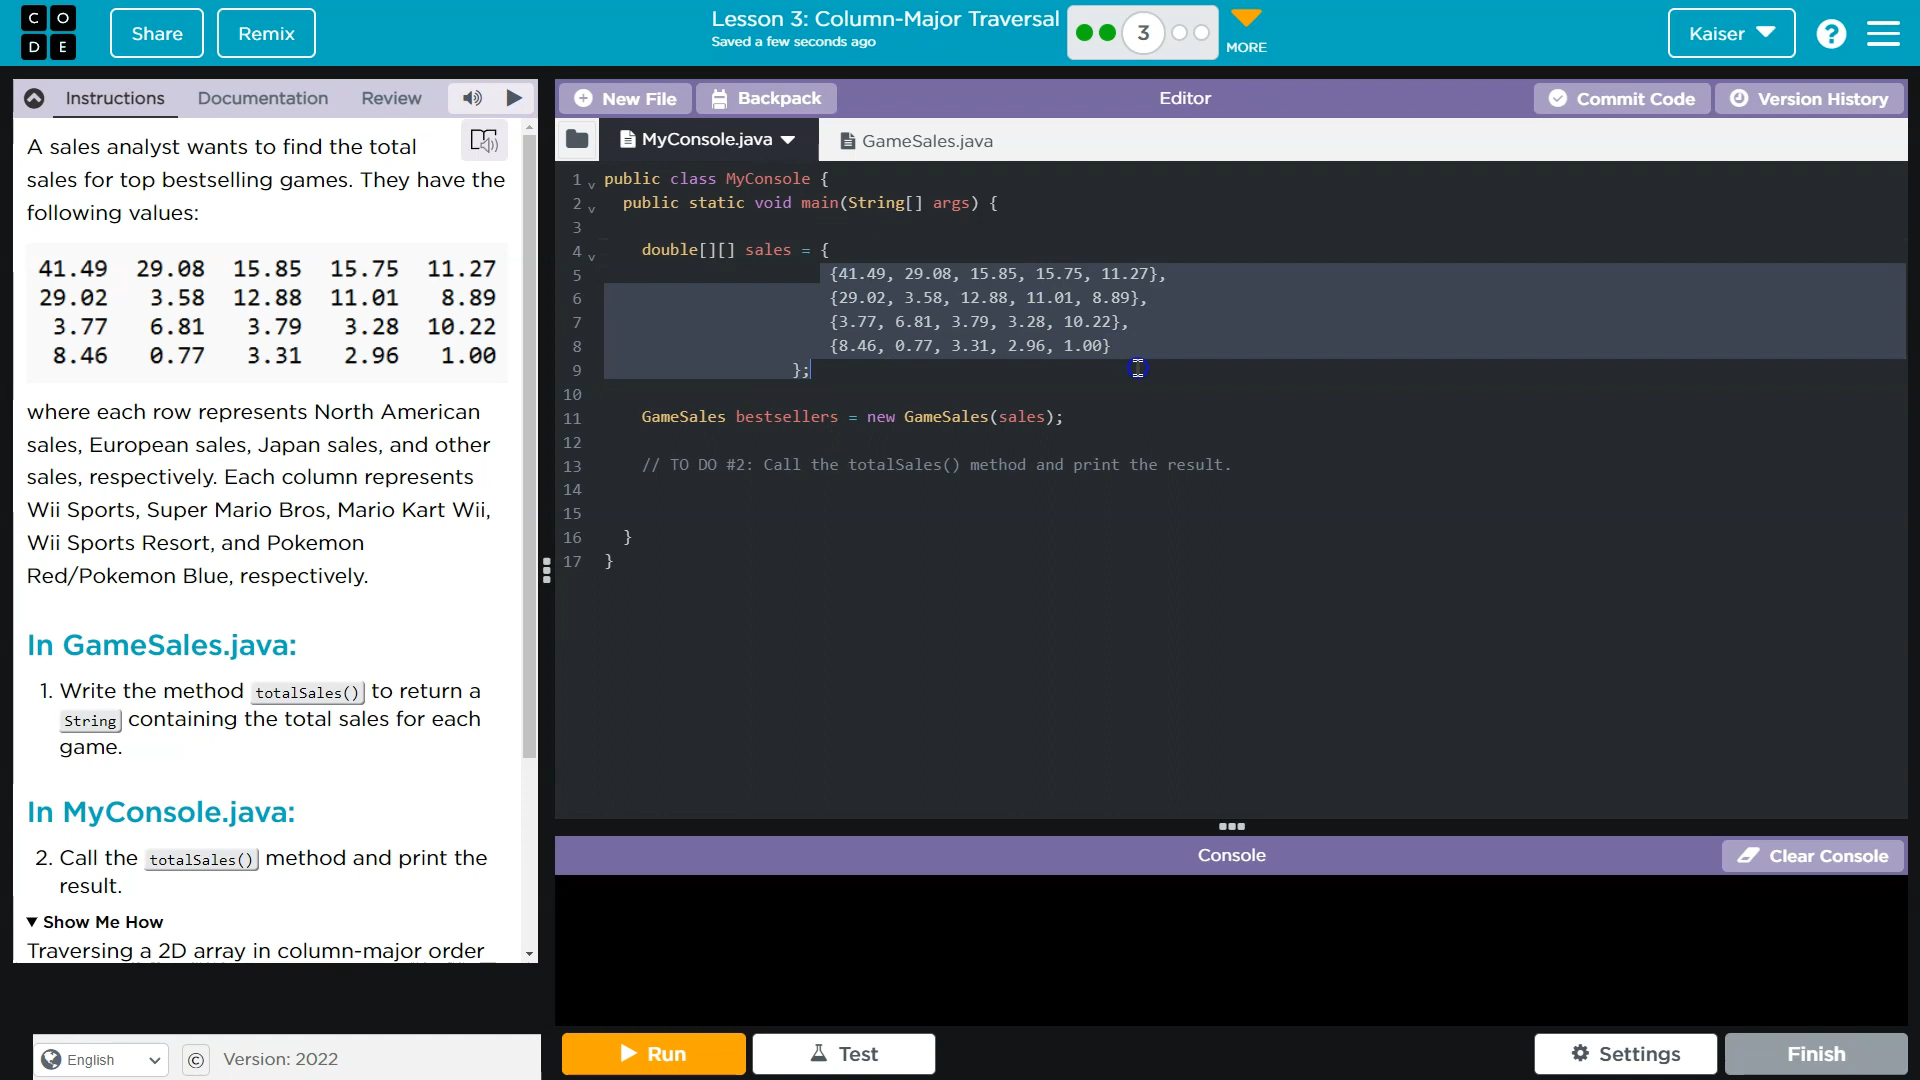 C O
D E
Share
Remix
Lesson 3: Column-Major Traversal
Saved a few seconds ago
3
MORE
Kaiser
?
Instructions
Documentation
Review
New File
Backpack
Editor
Commit Code
Version History
MyConsole.java
GameSales.java
A sales analyst wants to find the total
sales for top bestselling games. They have the
following values:
41.49 29.08 15.85 15.75 11.27
29.02 3.58 12.88 11.01 8.89
3.77 6.81 3.79 3.28 10.22
8.46 0.77 3.31 2.96 1.00
where each row represents North American
sales, European sales, Japan sales, and other
sales, respectively. Each column represents
Wii Sports, Super Mario Bros, Mario Kart Wii,
Wii Sports Resort, and Pokemon
Red/Pokemon Blue, respectively.
In GameSales.java:
1. Write the method totalSales() to return a
String containing the total sales for each
game.
In MyConsole.java:
2. Call the totalSales() method and print the
result.
Show Me How
Traversing a 2D array in column-major order
1 public class MyConsole {
2 public static void main(String[] args) {
3
4 double[][] sales = {
5 {41.49, 29.08, 15.85, 15.75, 11.27},
6 {29.02, 3.58, 12.88, 11.01, 8.89},
7 {3.77, 6.81, 3.79, 3.28, 10.22},
8 {8.46, 0.77, 3.31, 2.96, 1.00}
9 };
10
11 GameSales bestsellers = new GameSales(sales);
12
13 // TO DO #2: Call the totalSales() method and print the result.
14
15
16 }
17 }
Console
Clear Console
English
©
Version: 2022
Run
Test
Settings
Finish